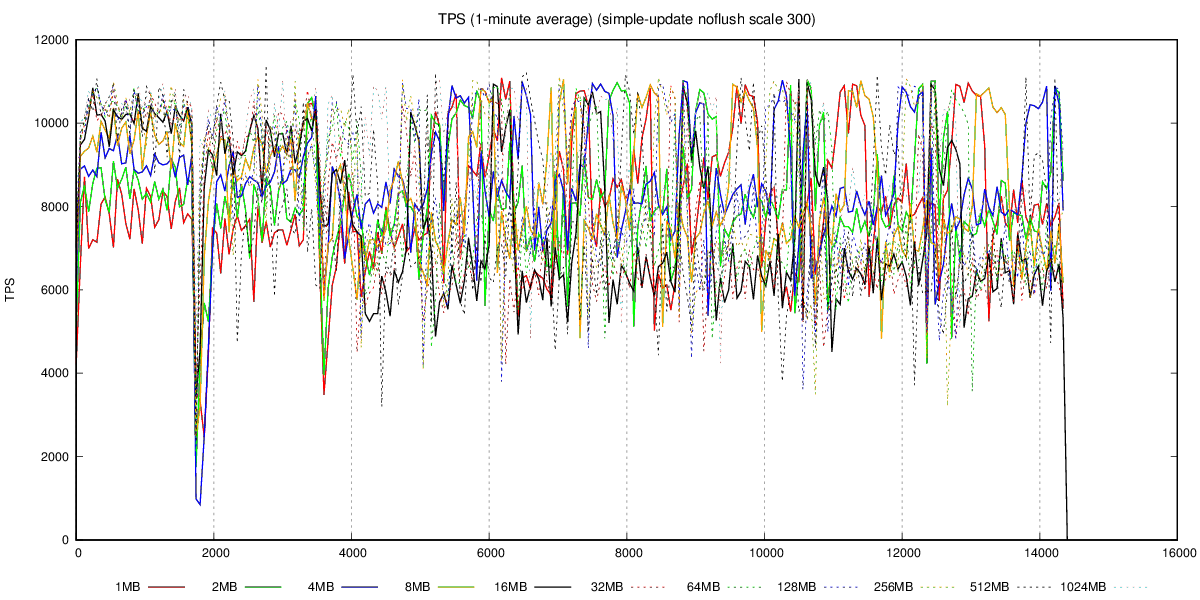 TPS (1-minute average) (simple-update noflush scale 300)
12000
10000
8000
6000
4000
2000
0
TPS
0 2000 4000 6000 8000 10000 12000 14000 16000
1MB 2MB 4MB 8MB 16MB 32MB 64MB 128MB 256MB 512MB 1024MB